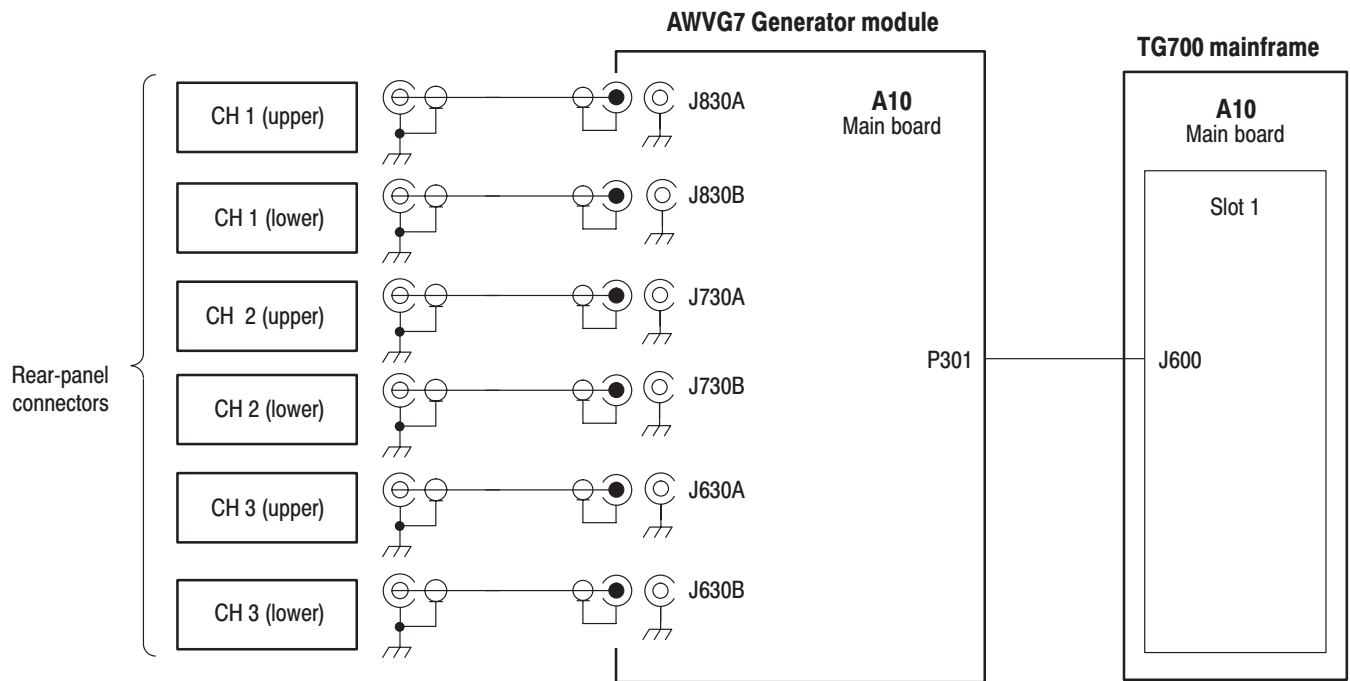 AWVG7 Generator module
TG700 mainframe
CH 1 (upper)
J830A
A10
Main board
A10
Main board
CH 1 (lower)
J830B
Slot 1
CH 2 (upper)
J730A
Rear-panel
connectors
P301
J600
CH 2 (lower)
J730B
CH 3 (upper)
J630A
CH 3 (lower)
J630B